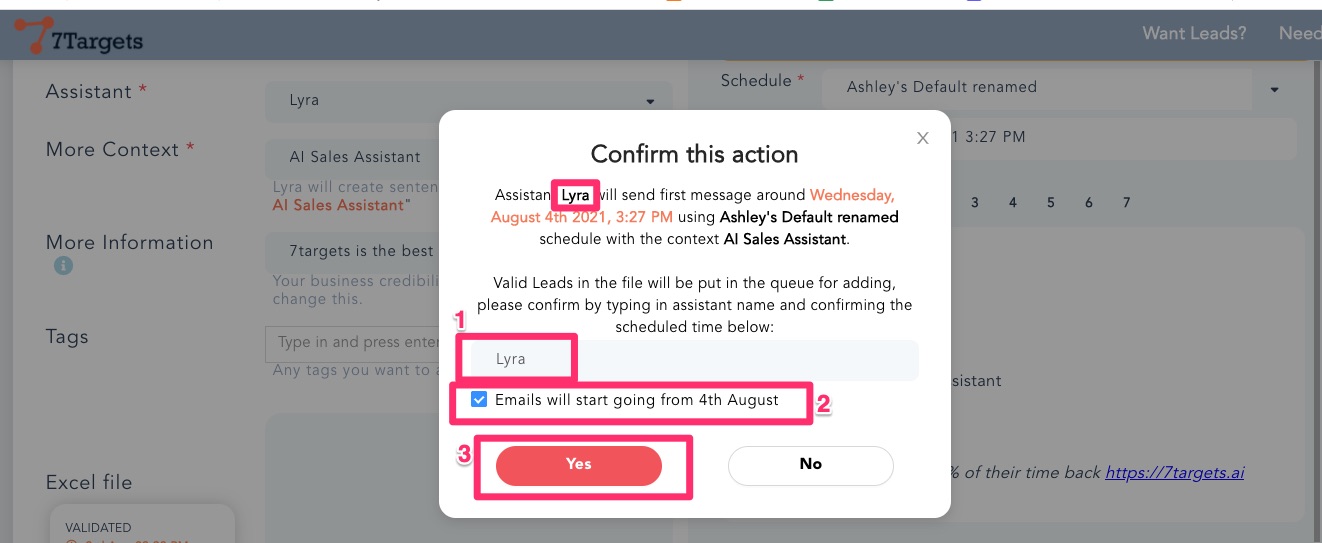 7Targets
Want Leads?
Need
Assistant *
Lyra
Schedule *
Ashley's Default renamed
More Context *
AI Sales Assistant
1 3:27 PM
Lyra will create senten
AI Sales Assistant"
3 4 5 6 7
More Information
i
7targets is the best
Your business credibili
change this.
Tags
Type in and press enter
Any tags you want to a
Excel file
VALIDATED
sistant
% of their time back https://7targets.ai
X
Confirm this action
Assistan Lyra will send first message around Wednesday,
August 4th 2021, 3:27 PM using Ashley's Default renamed
schedule with the context AI Sales Assistant.
Valid Leads in the file will be put in the queue for adding,
please confirm by typing in assistant name and confirming the
scheduled time below:
1
Lyra
Emails will start going from 4th August
2
3
Yes
No